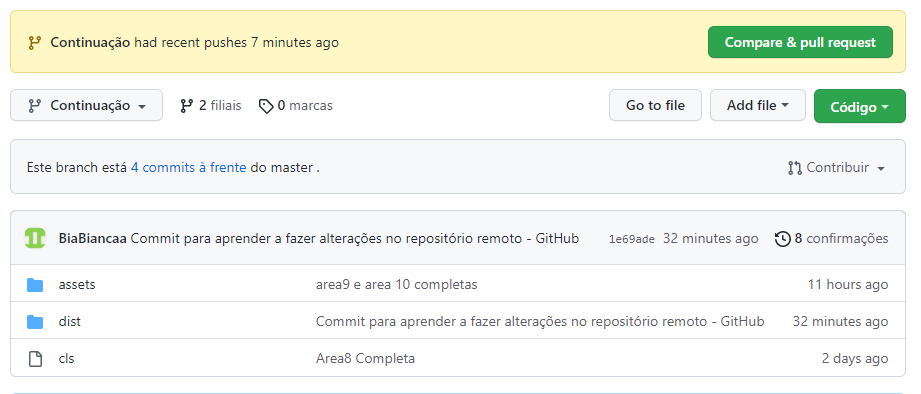 Continuação had recent pushes 7 minutes ago
Compare & pull request
Continuação
2 filiais
0 marcas
Go to file
Add file
Código
Este branch está 4 commits à frente do master .
Contribuir
BiaBiancaa Commit para aprender a fazer alterações no repositório remoto - GitHub
1e69ade 32 minutes ago
8 confirmações
assets
area9 e area 10 completas
11 hours ago
dist
Commit para aprender a fazer alterações no repositório remoto - GitHub
32 minutes ago
cls
Area8 Completa
2 days ago